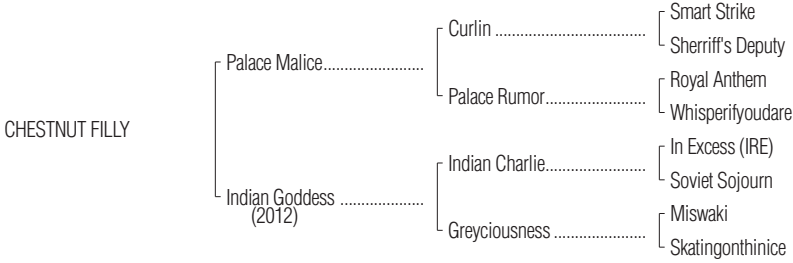 Smart Strike
Curlin ....................................
Sherriff's Deputy
Palace Malice........................
Royal Anthem
Palace Rumor........................
Whisperifyoudare
CHESTNUT FILLY
In Excess (IRE)
Indian Charlie........................
Soviet Sojourn
Indian Goddess ....................
(2012)
Miswaki
Greyciousness ......................
Skatingonthinice